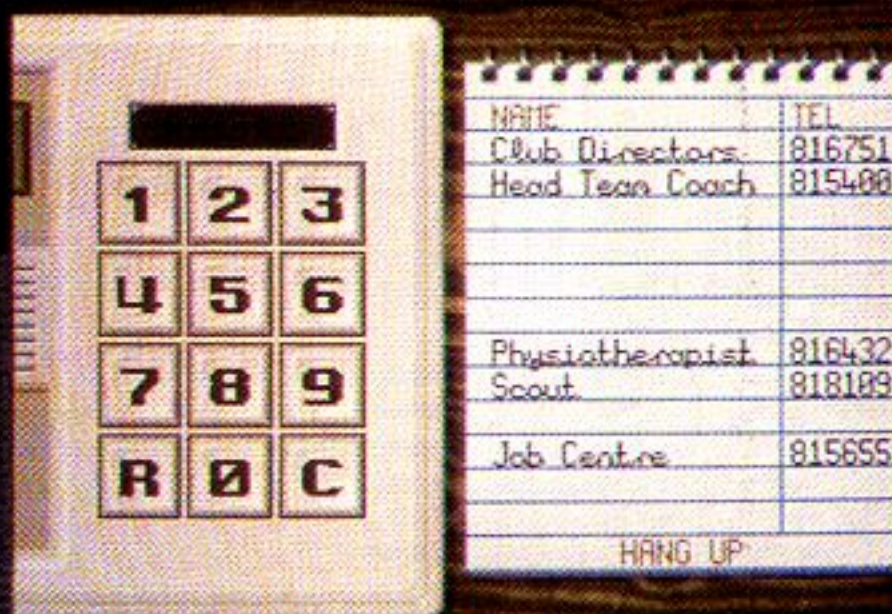 1 2 3
4 5 6
7 8 9
R 0 C
NAME TEL
Club Directors 816751
Head Team Coach 815400
Physiotherapist 816432
Scout 818109
Job Centre 815655
HANG UP